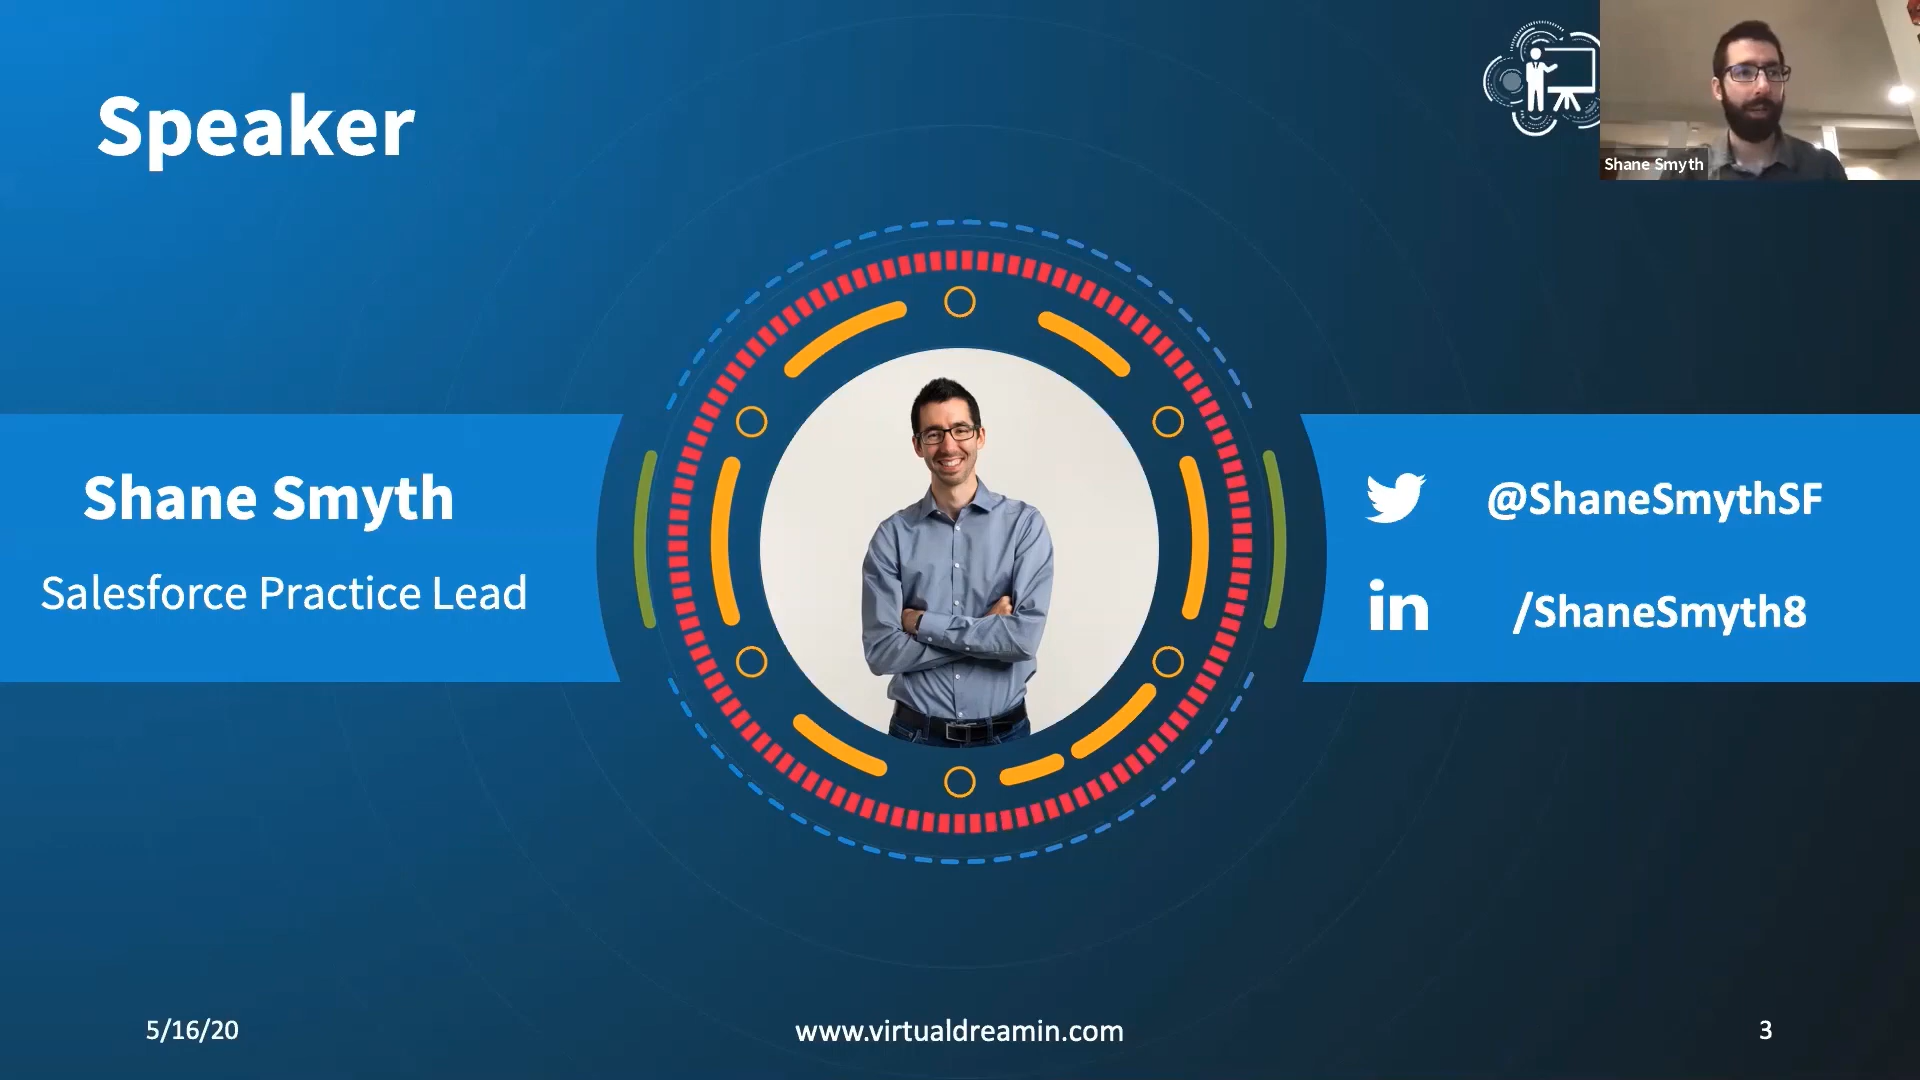 Speaker
Shane Smyth
Shane Smyth
Salesforce Practice Lead
@ShaneSmythSF
in
/ShaneSmyth8
5/16/20
www.virtualdreamin.com
3